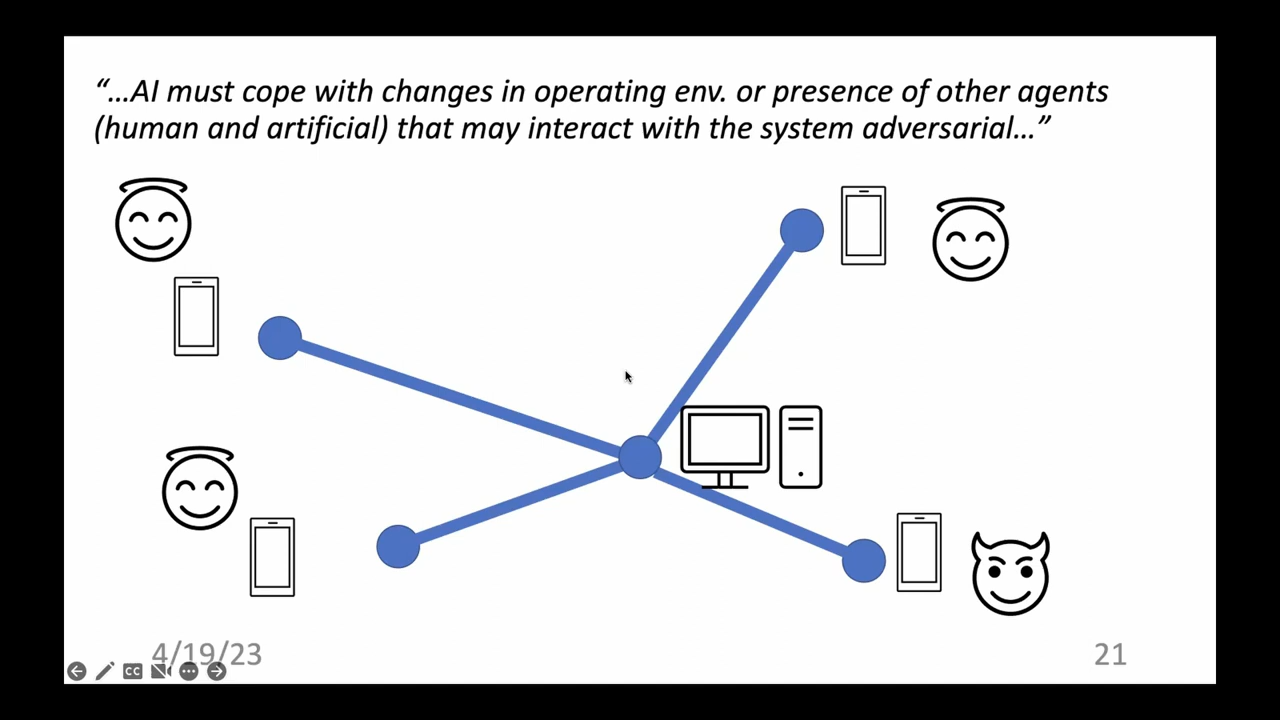 “…AI must cope with changes in operating env. or presence of other agents
(human and artificial) that may interact with the system adversarial…”
4/19/23
CC
21